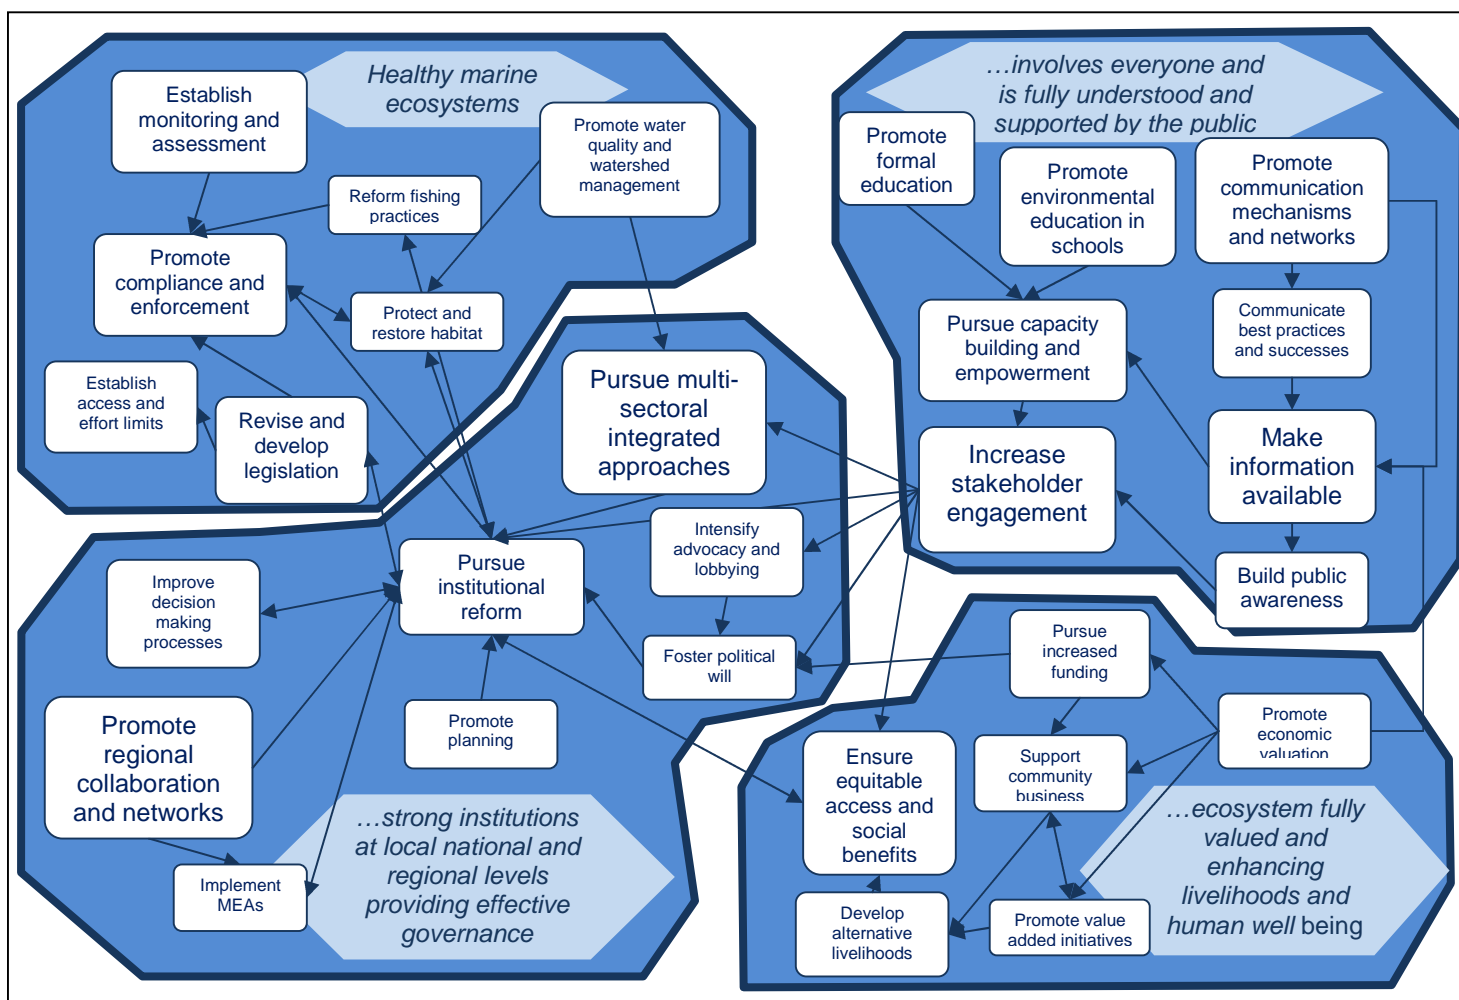 Healthy marine
ecosystems
Establish
monitoring and
assessment
Promote water
quality and
watershed
management
Reform fishing
practices
Promote
compliance and
enforcement
Protect and
restore habitat
Establish
access and
effort limits
Revise and
develop
legislation
…involves everyone and
is fully understood and
supported by the public
Promote
formal
education
Promote
environmental
education in
schools
Promote
communication
mechanisms
and networks
Pursue capacity
building and
empowerment
Communicate
best practices
and successes
Increase
stakeholder
engagement
Make
information
available
Build public
awareness
Pursue multi-
sectoral
integrated
approaches
Intensify
advocacy and
lobbying
Pursue
institutional
reform
Foster political
will
Improve
decision
making
processes
Promote
planning
Promote
regional
collaboration
and networks
Implement
MEAs
…strong institutions
at local national and
regional levels
providing effective
governance
Pursue
increased
funding
Promote
economic
valuation
Support
community
business
Ensure
equitable
access and
social
benefits
Develop
alternative
livelihoods
Promote value
added initiatives
…ecosystem fully
valued and
enhancing
livelihoods and
human well being